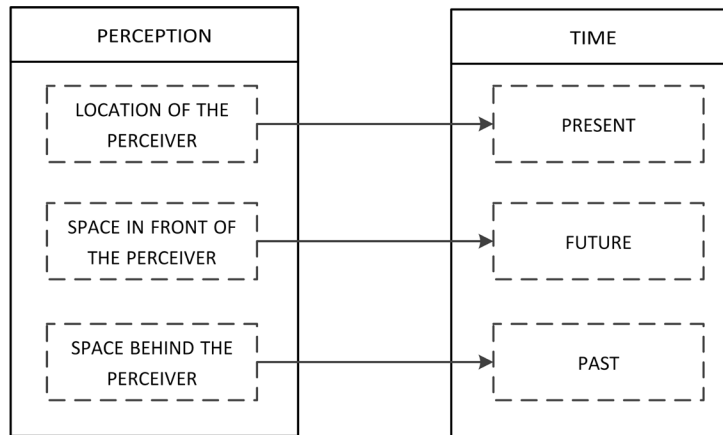 PERCEPTION
TIME
LOCATION OF THE
PERCEIVER
PRESENT
SPACE IN FRONT OF
THE PERCEIVER
FUTURE
SPACE BEHIND THE
PERCEIVER
PAST